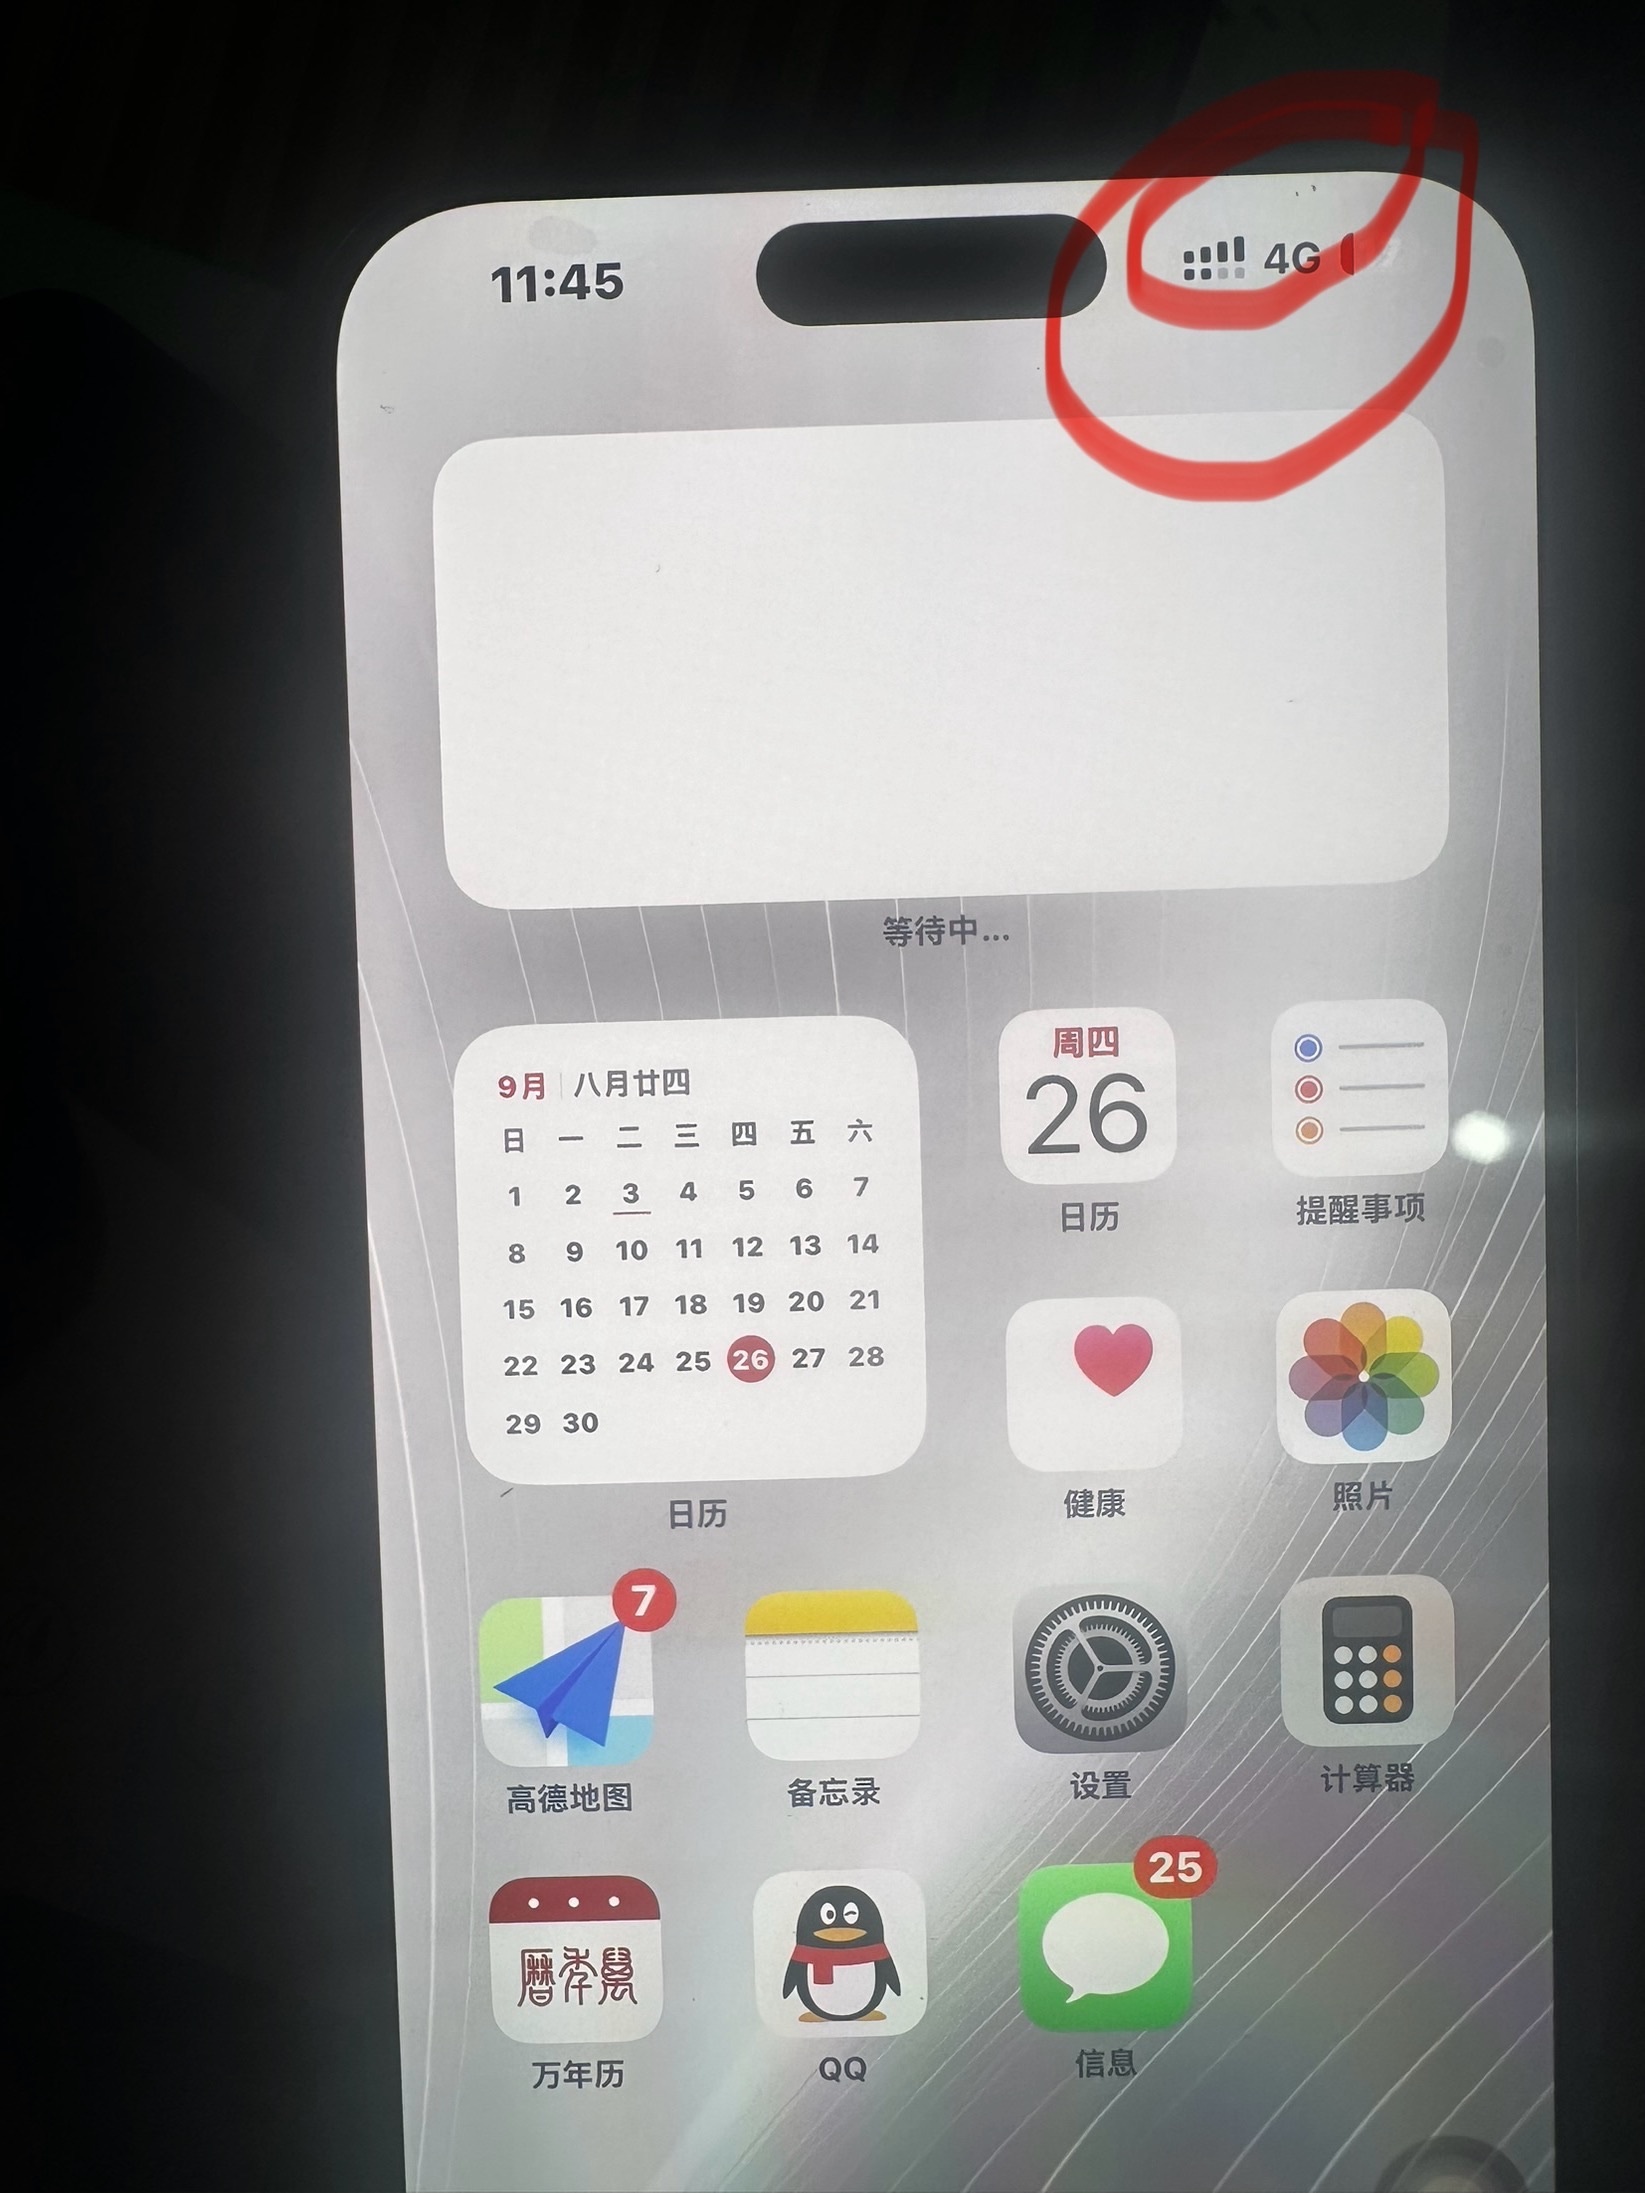 11:45
4G
等待中...
9月 八月廿四
日 一 二 三 四 五 六
1 2 3 4 5 6 7
8 9 10 11 12 13 14
15 16 17 18 19 20 21
22 23 24 25 26 27 28
29 30
日历
周四
26
日历
提醒事项
健康
照片
7
高德地图
备忘录
设置
计算器
曆年萬
万年历
QQ
25
信息